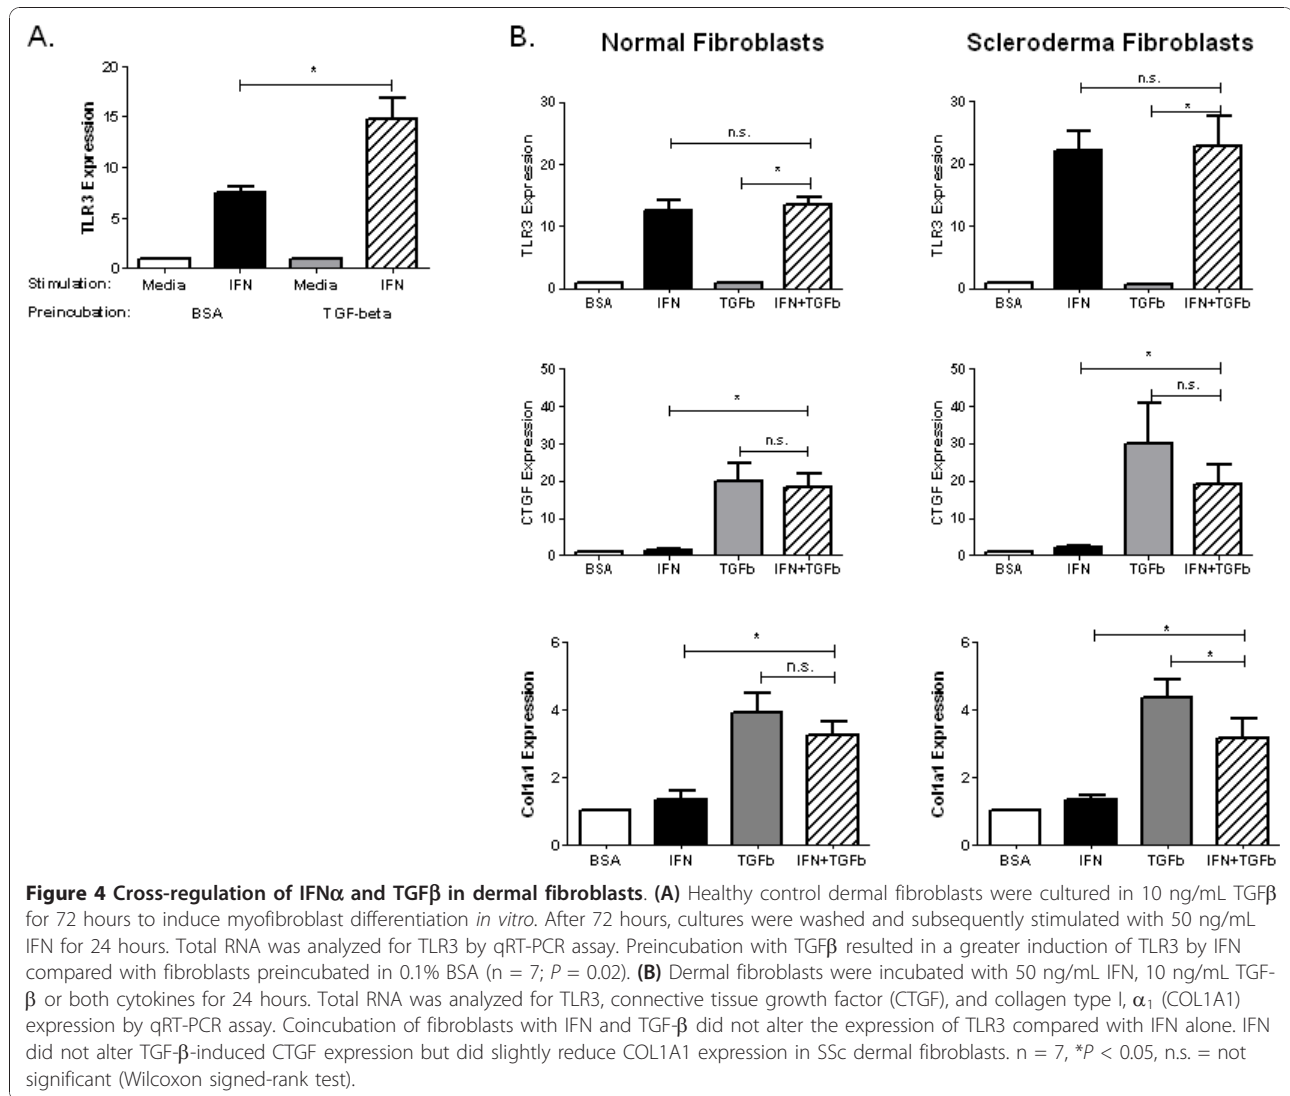 A.
20
15
10
5
0
TLR3 Expression
*
Stimulation: Media IFN Media IFN
Preincubation: BSA TGF-beta
B. Normal Fibroblasts Scleroderma Fibroblasts
30
20
10
0
TLR3 Expression
n.s.
*
BSA IFN TGFb IFN+TGFb
30
20
10
0
TLR3 Expression
n.s.
*
BSA IFN TGFb IFN+TGFb
50
40
30
20
10
0
CTGF Expression
*
n.s.
BSA IFN TGFb IFN+TGFb
50
40
30
20
10
0
CTGF Expression
*
n.s.
BSA IFN TGFb IFN+TGFb
6
4
2
0
Col1a1 Expression
*
n.s.
BSA IFN TGFb IFN+TGFb
6
4
2
0
Col1a1 Expression
*
*
BSA IFN TGFb IFN+TGFb
Figure 4 Cross-regulation of IFNα and TGFβ in dermal fibroblasts. (A) Healthy control dermal fibroblasts were cultured in 10 ng/mL TGFβ
for 72 hours to induce myofibroblast differentiation in vitro. After 72 hours, cultures were washed and subsequently stimulated with 50 ng/mL
IFN for 24 hours. Total RNA was analyzed for TLR3 by qRT-PCR assay. Preincubation with TGFβ resulted in a greater induction of TLR3 by IFN
compared with fibroblasts preincubated in 0.1% BSA (n = 7; P = 0.02). (B) Dermal fibroblasts were incubated with 50 ng/mL IFN, 10 ng/mL TGF-
β or both cytokines for 24 hours. Total RNA was analyzed for TLR3, connective tissue growth factor (CTGF), and collagen type I, α₁ (COL1A1)
expression by qRT-PCR assay. Coincubation of fibroblasts with IFN and TGF-β did not alter the expression of TLR3 compared with IFN alone. IFN
did not alter TGF-β-induced CTGF expression but did slightly reduce COL1A1 expression in SSc dermal fibroblasts. n = 7, *P < 0.05, n.s. = not
significant (Wilcoxon signed-rank test).